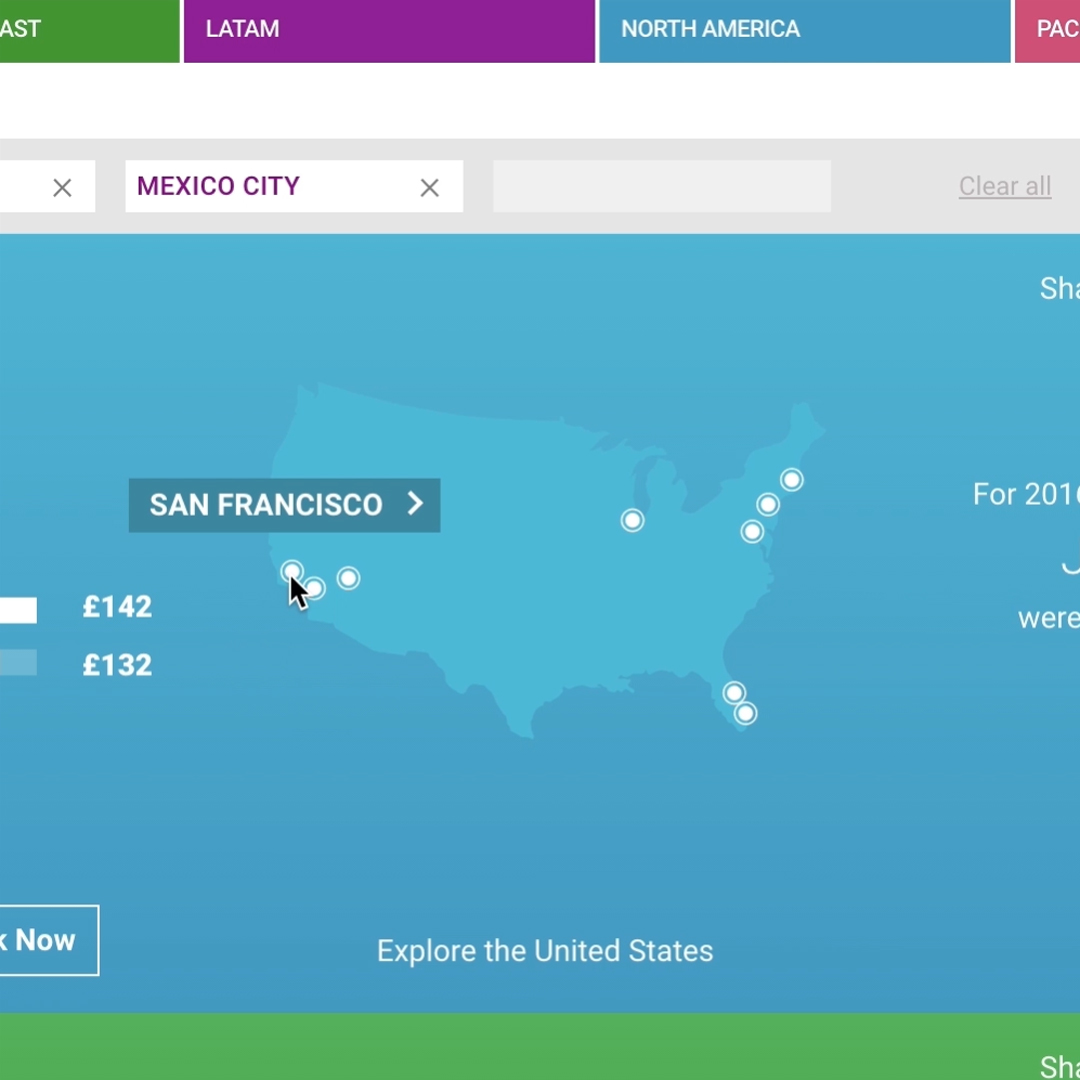 AST
LATAM
NORTH AMERICA
PAC
MEXICO CITY
Clear all
Sha
SAN FRANCISCO
For 2016
£142
were
£132
k Now
Explore the United States
Sha